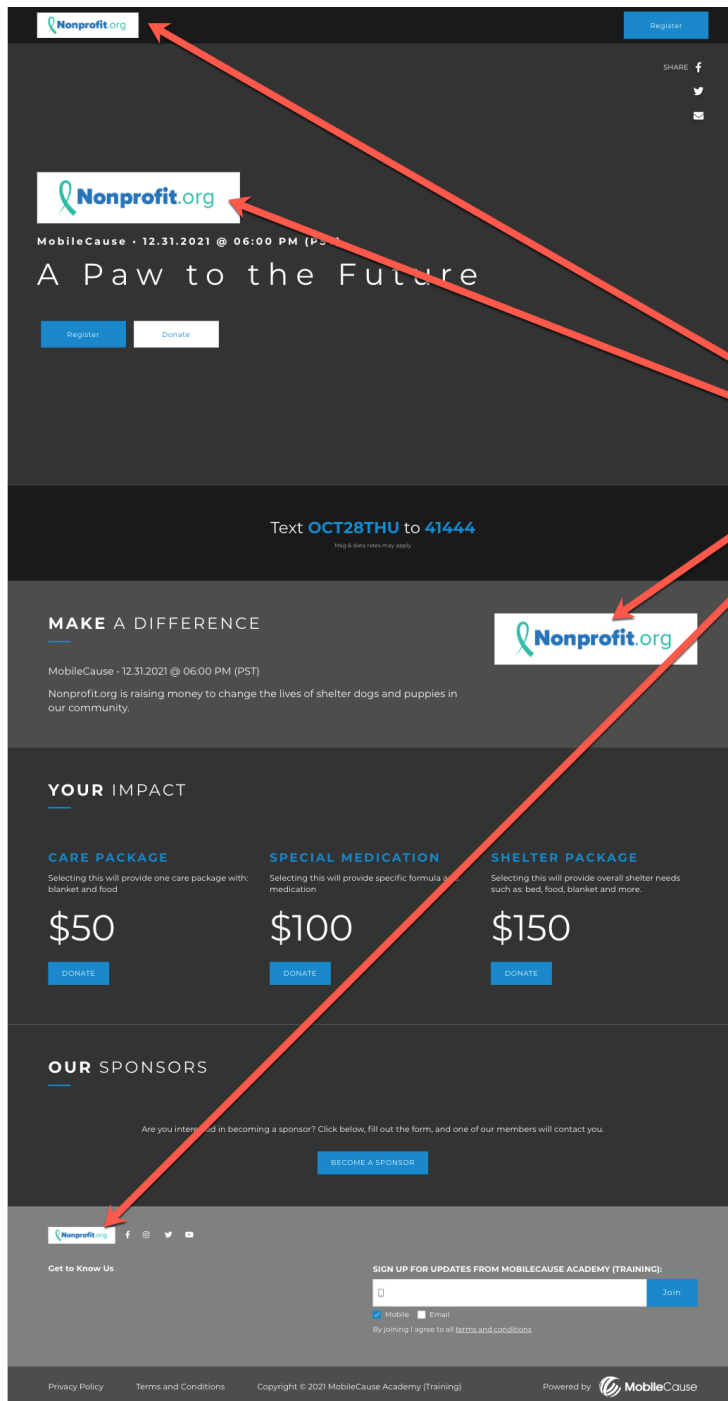 Nonprofit.org
Register
SHARE
Nonprofit.org
MobileCause • 12.31.2021 @ 06:00 PM (PST)
A Paw to the Future
Register Donate
Text OCT28THU to 41444
Msg & data rates may apply
MAKE A DIFFERENCE
Nonprofit.org
MobileCause • 12.31.2021 @ 06:00 PM (PST)
Nonprofit.org is raising money to change the lives of shelter dogs and puppies in
our community.
YOUR IMPACT
CARE PACKAGE
Selecting this will provide one care package with:
blanket and food
$50
DONATE
SPECIAL MEDICATION
Selecting this will provide specific formula
medication
$100
DONATE
SHELTER PACKAGE
Selecting this will provide overall shelter needs
such as: bed, food, blanket and more.
$150
DONATE
OUR SPONSORS
Are you interested in becoming a sponsor? Click below, fill out the form, and one of our members will contact you.
BECOME A SPONSOR
Nonprofit.org
Get to Know Us
SIGN UP FOR UPDATES FROM MOBILECAUSE ACADEMY (TRAINING):
Join
Mobile Email
By joining I agree to all terms and conditions
Privacy Policy Terms and Conditions Copyright © 2021 MobileCause Academy (Training) Powered by MobileCause